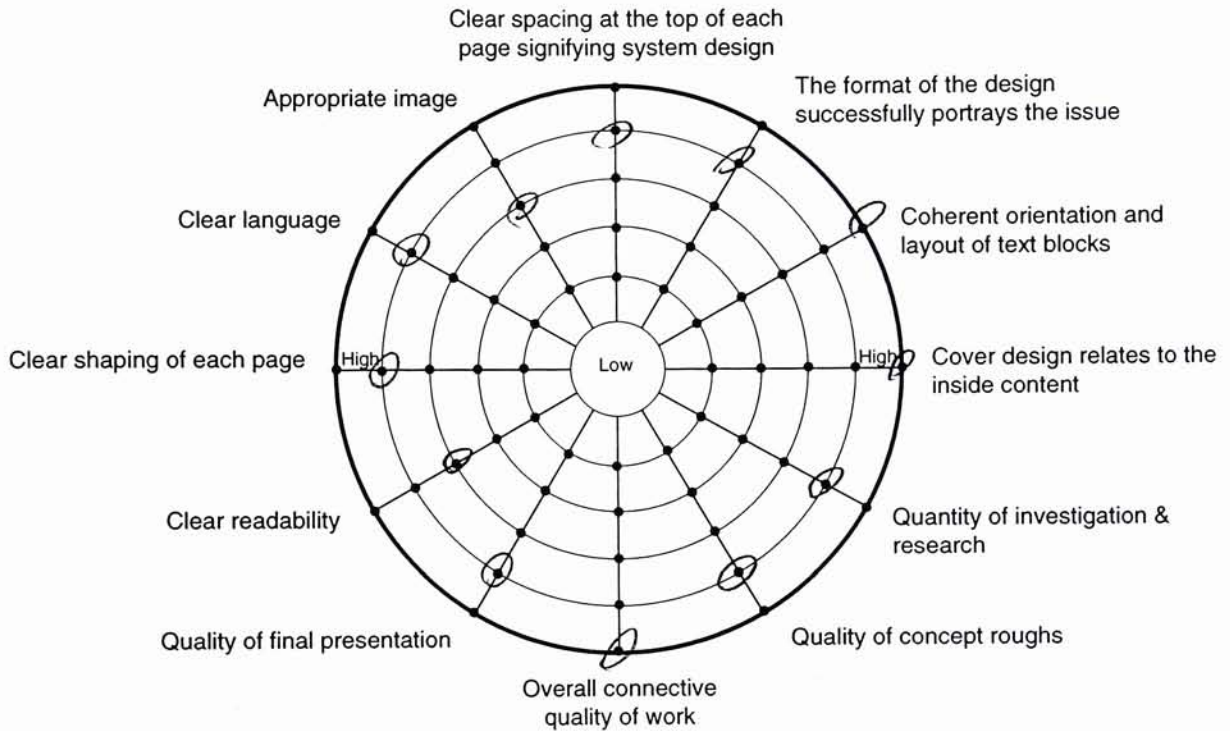 Clear spacing at the top of each
page signifying system design
Appropriate image
The format of the design
successfully portrays the issue
Clear language
Coherent orientation and
layout of text blocks
Clear shaping of each page
High
Low
High
Cover design relates to the
inside content
Clear readability
Quantity of investigation &
research
Quality of final presentation
Quality of concept roughs
Overall connective
quality of work